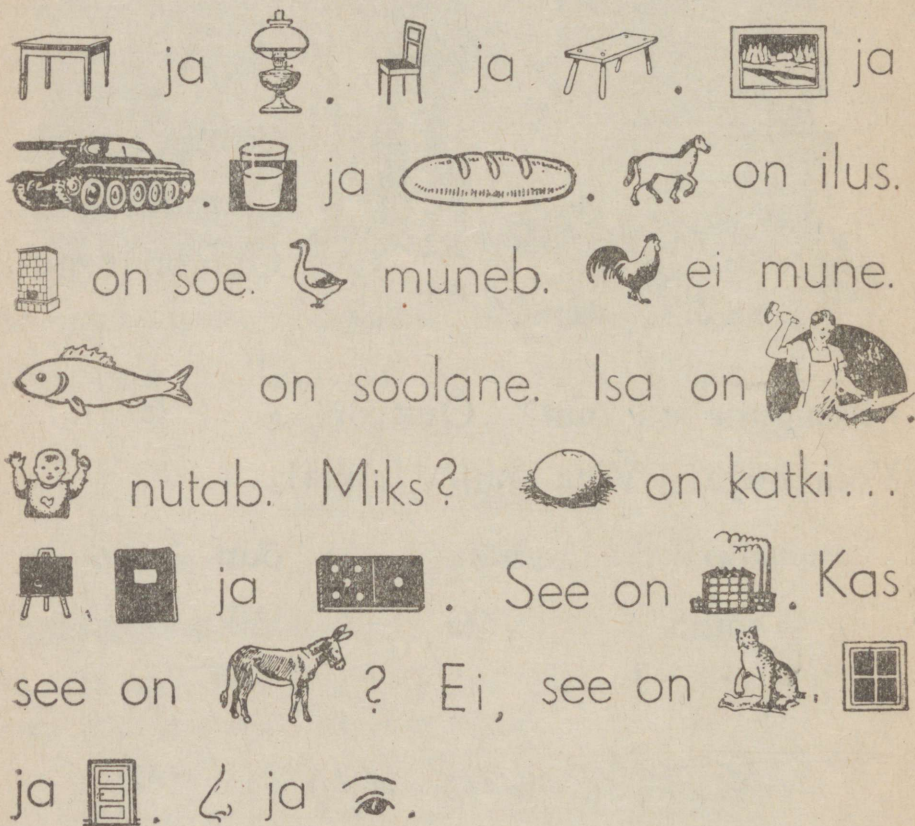 ja . ja . ja
. ja . on ilus.
on soe. muneb. ei mune.
on soolane. Isa on .
nutab. Miks? on katki...
, ja . See on . Kas
see on ? Ei, see on .
ja . ja .